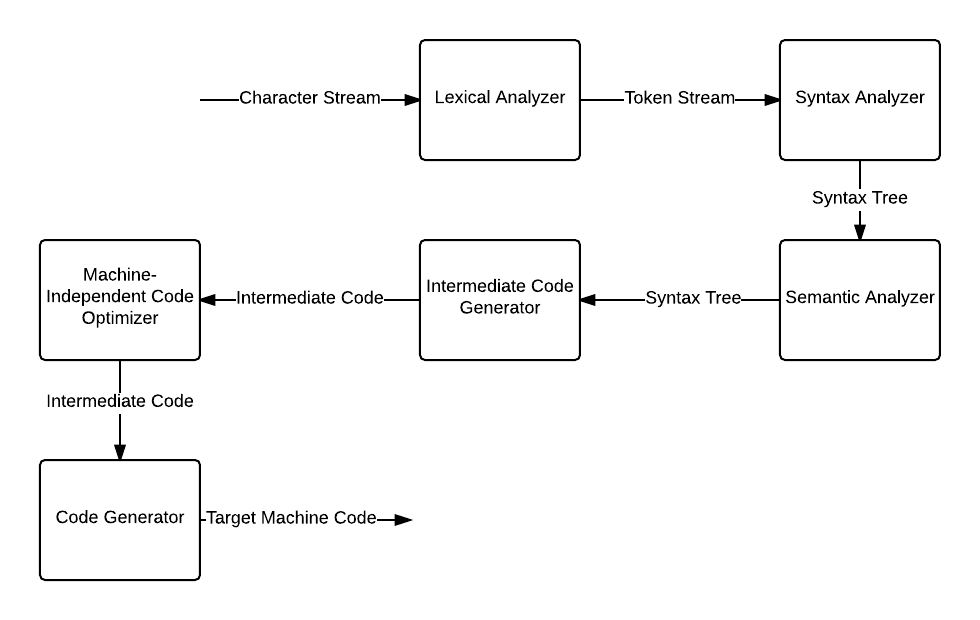 Character Stream
Lexical Analyzer
Token Stream
Syntax Analyzer
Syntax Tree
Semantic Analyzer
Syntax Tree
Intermediate Code
Generator
Intermediate Code
Machine-
Independent Code
Optimizer
Intermediate Code
Code Generator
Target Machine Code